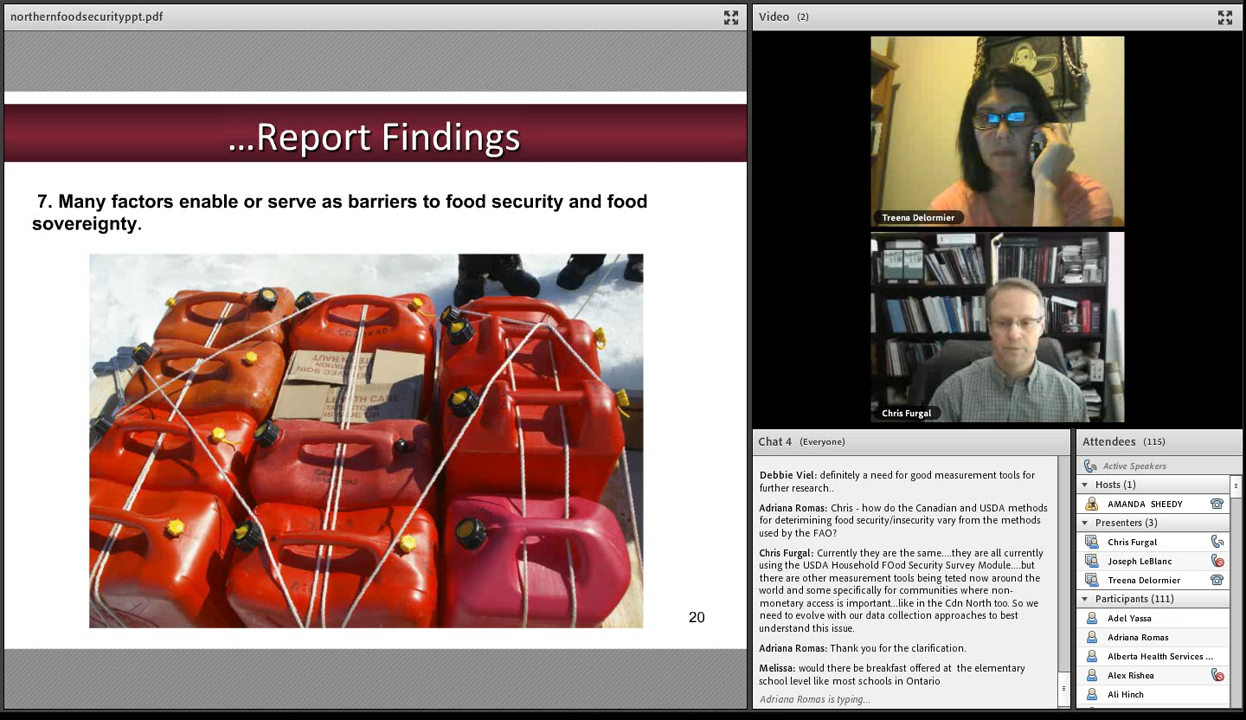 northernfoodsecurityppt.pdf
...Report Findings
7. Many factors enable or serve as barriers to food security and food
sovereignty.
20
Video (2)
Treena Delormier
Chris Furgal
Chat 4 (Everyone)
Debbie Viel: definitely a need for good measurement tools for
further research..
Adriana Romas: Chris - how do the Canadian and USDA methods
for deterimining food security/insecurity vary from the methods
used by the FAO?
Chris Furgal: Currently they are the same....they are all currently
using the USDA Household FOod Security Survey Module....but
there are other measurement tools being teted now around the
world and some specifically for communities where non-
monetary access is important...like in the Cdn North too. So we
need to evolve with our data collection approaches to best
understand this issue.
Adriana Romas: Thank you for the clarification.
Melissa: would there be breakfast offered at the elementary
school level like most schools in Ontario
Adriana Romas is typing...
Attendees (115)
Active Speakers
Hosts (1)
AMANDA SHEEDY
Presenters (3)
Chris Furgal
Joseph LeBlanc
Treena Delormier
Participants (111)
Adel Yassa
Adriana Romas
Alberta Health Services ...
Alex Rishea
Ali Hinch